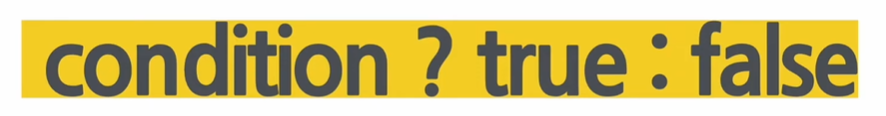 condition ? true : false